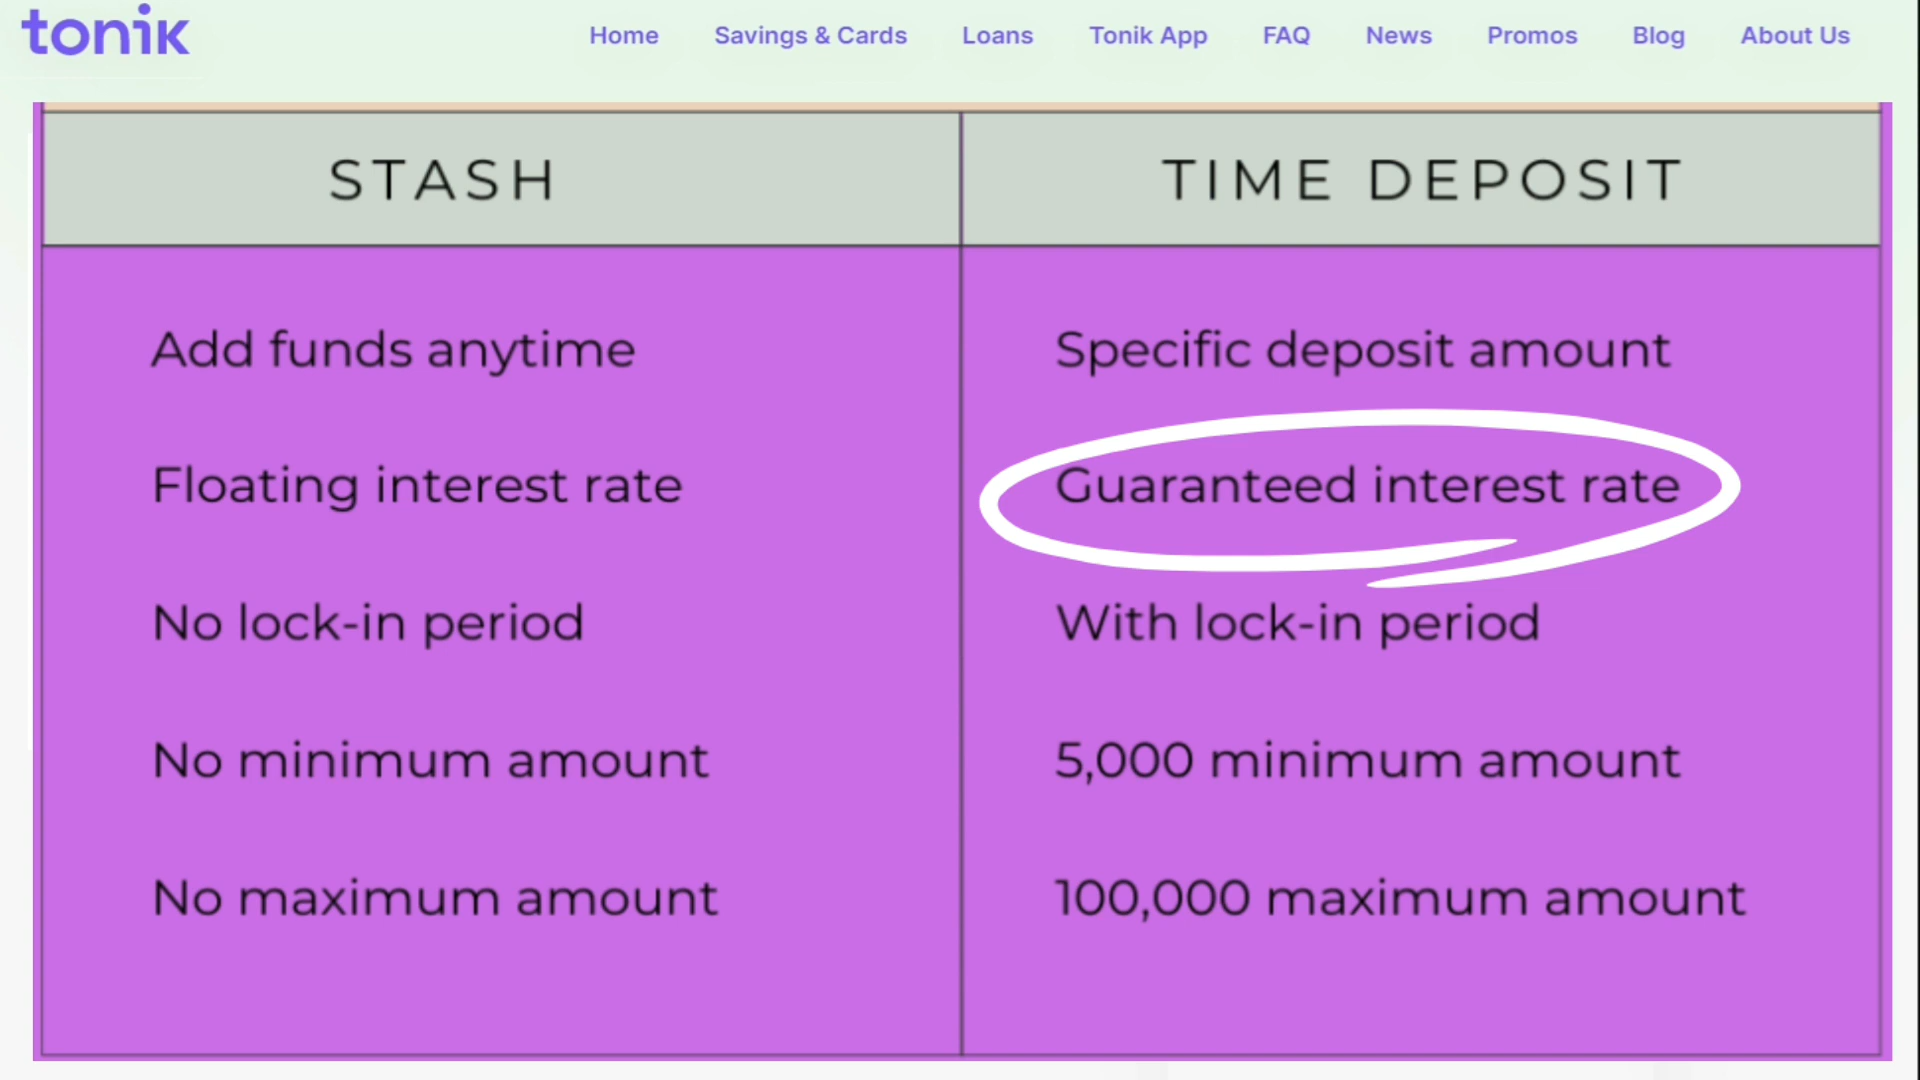 tonik
Home Savings & Cards Loans Tonik App FAQ News Promos Blog About Us
STASH
TIME DEPOSIT
Add funds anytime
Specific deposit amount
Floating interest rate
Guaranteed interest rate
No lock-in period
With lock-in period
No minimum amount
5,000 minimum amount
No maximum amount
100,000 maximum amount